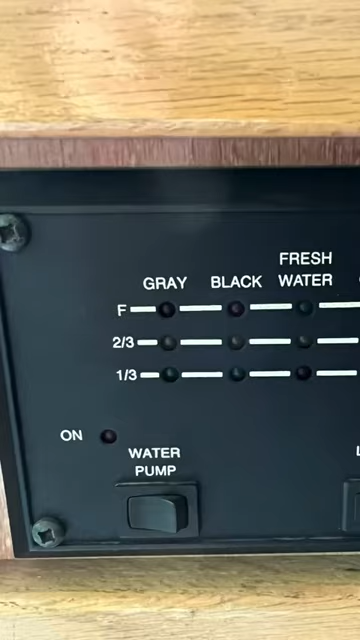 FRESH
GRAY BLACK WATER
F
2/3
1/3
ON
WATER
PUMP